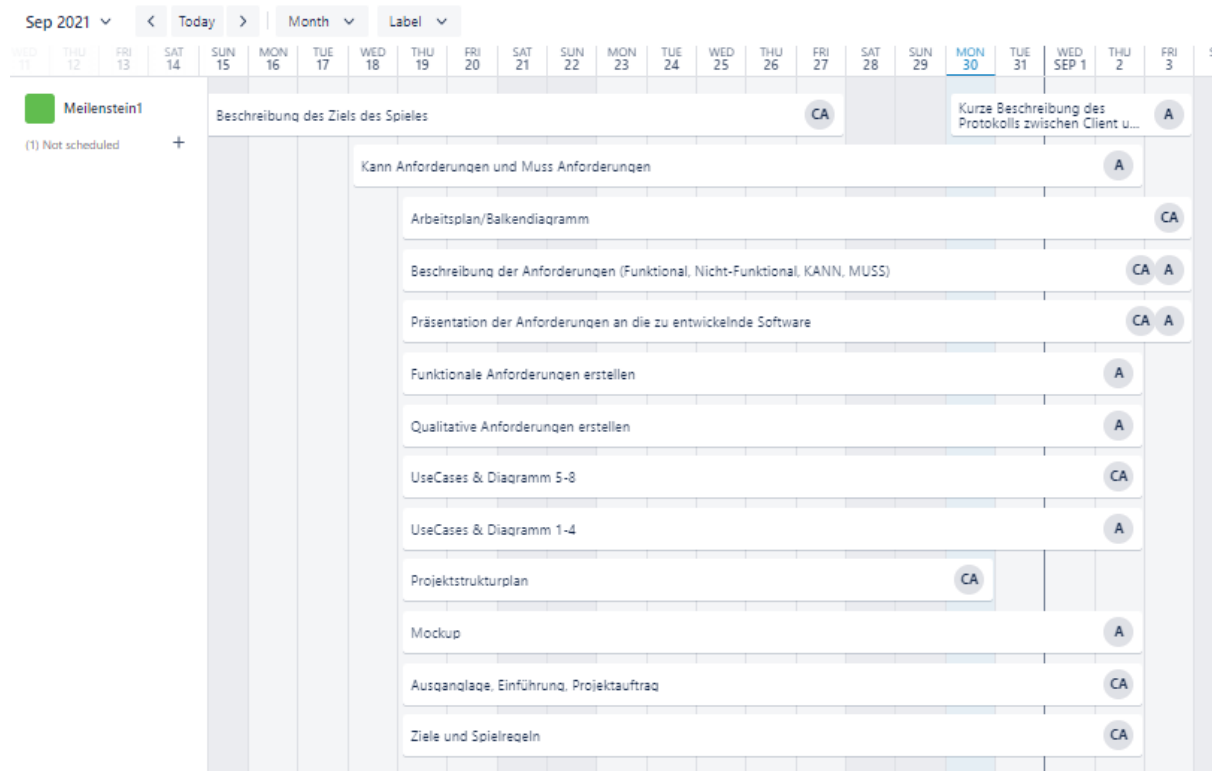 Sep 2021 Today Month Label
WED THU FRI SAT SUN MON TUE WED THU FRI SAT SUN MON TUE WED THU FRI SAT SUN MON TUE WED THU FRI
11 12 13 14 15 16 17 18 19 20 21 22 23 24 25 26 27 28 29 30 31 SEP 1 2 3
Meilenstein1
(1) Not scheduled +
Beschreibung des Ziels des Spieles CA
Kurze Beschreibung des
Protokolls zwischen Client u... A
Kann Anforderungen und Muss Anforderungen A
Arbeitsplan/Balkendiagramm CA
Beschreibung der Anforderungen (Funktional, Nicht-Funktional, KANN, MUSS) CA A
Präsentation der Anforderungen an die zu entwickelnde Software CA A
Funktionale Anforderungen erstellen A
Qualitative Anforderungen erstellen A
UseCases & Diagramm 5-8 CA
UseCases & Diagramm 1-4 A
Projektstrukturplan CA
Mockup A
Ausganglage, Einführung, Projektauftrag CA
Ziele und Spielregeln CA